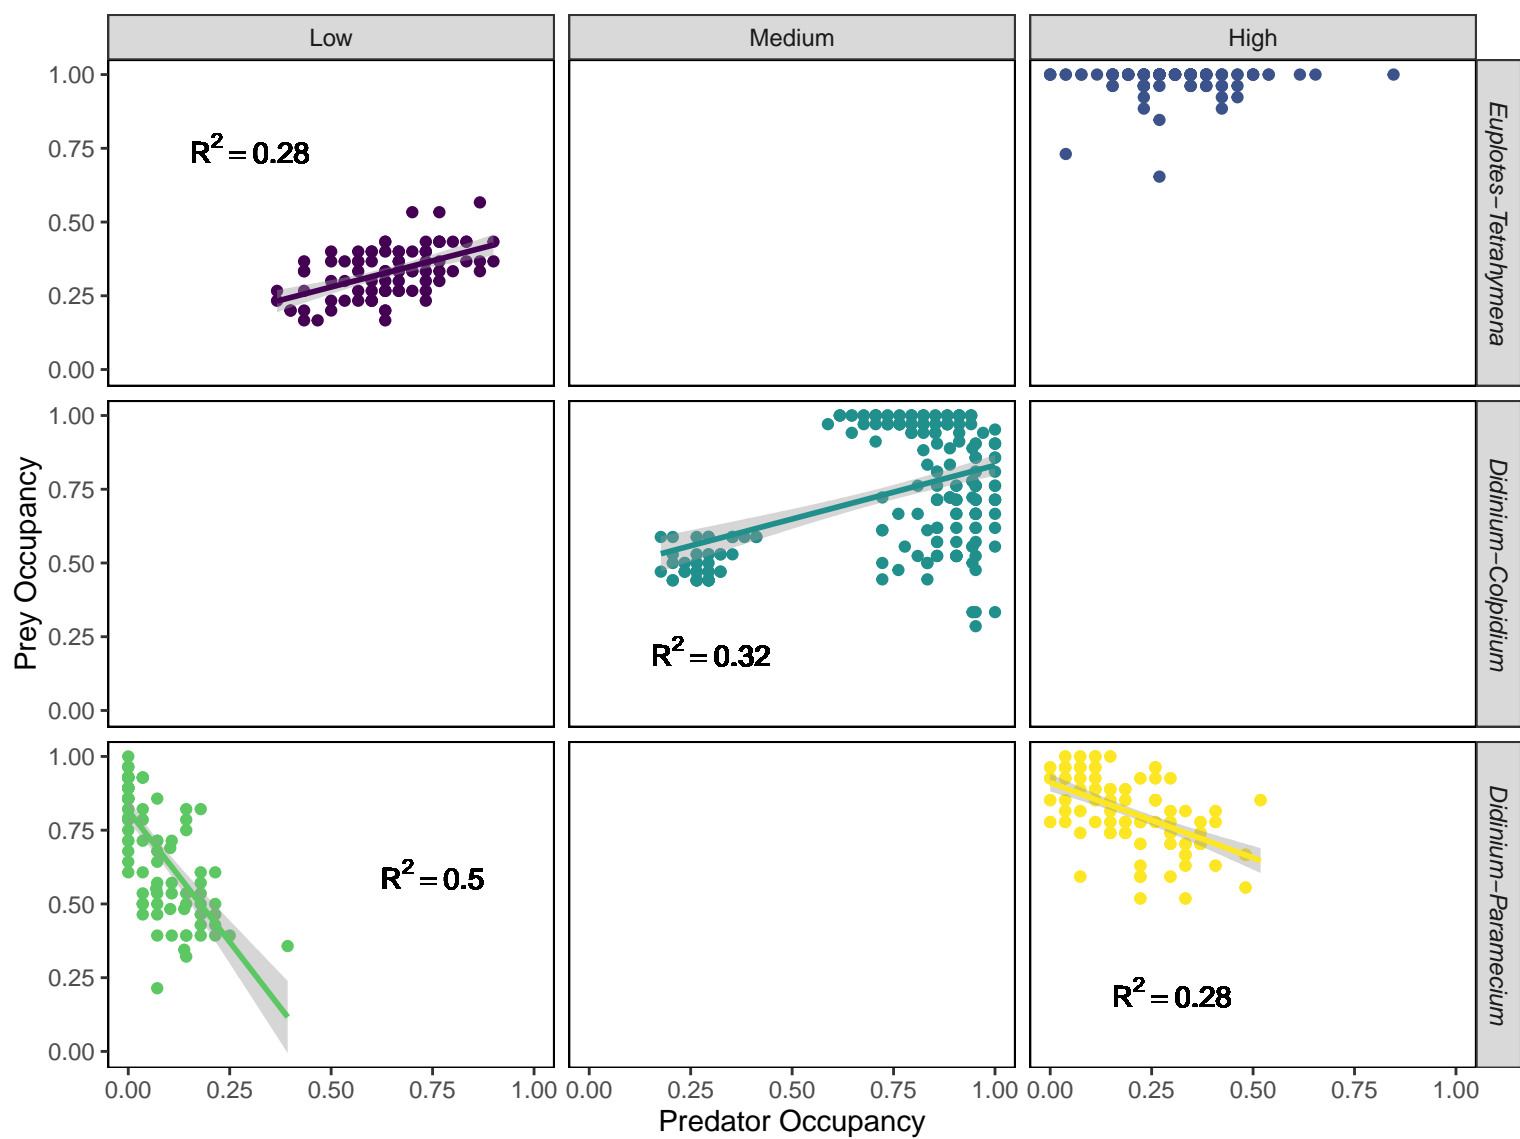 Low Medium High
1.00
0.75
0.50
0.25
0.00
R² = 0.28
Euplotes−Tetrahymena
Prey Occupancy
1.00
0.75
0.50
0.25
0.00
R² = 0.32
Didinium−Colpidium
1.00
0.75
0.50
0.25
0.00
R² = 0.5
R² = 0.28
Didinium−Paramecium
0.00 0.25 0.50 0.75 1.00 0.00 0.25 0.50 0.75 1.00 0.00 0.25 0.50 0.75 1.00
Predator Occupancy